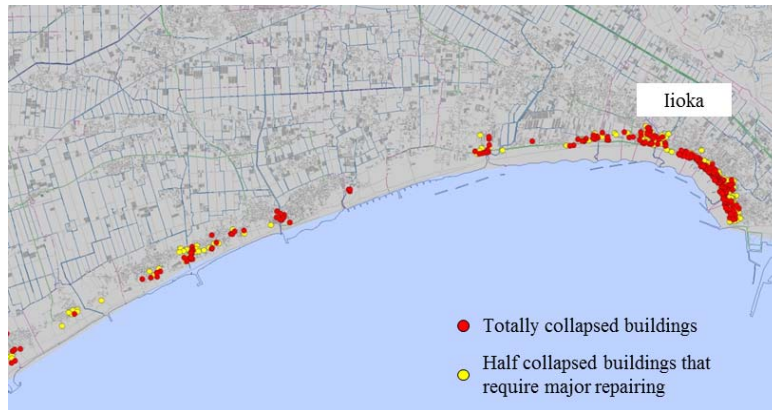 Iioka
Totally collapsed buildings
Half collapsed buildings that
require major repairing